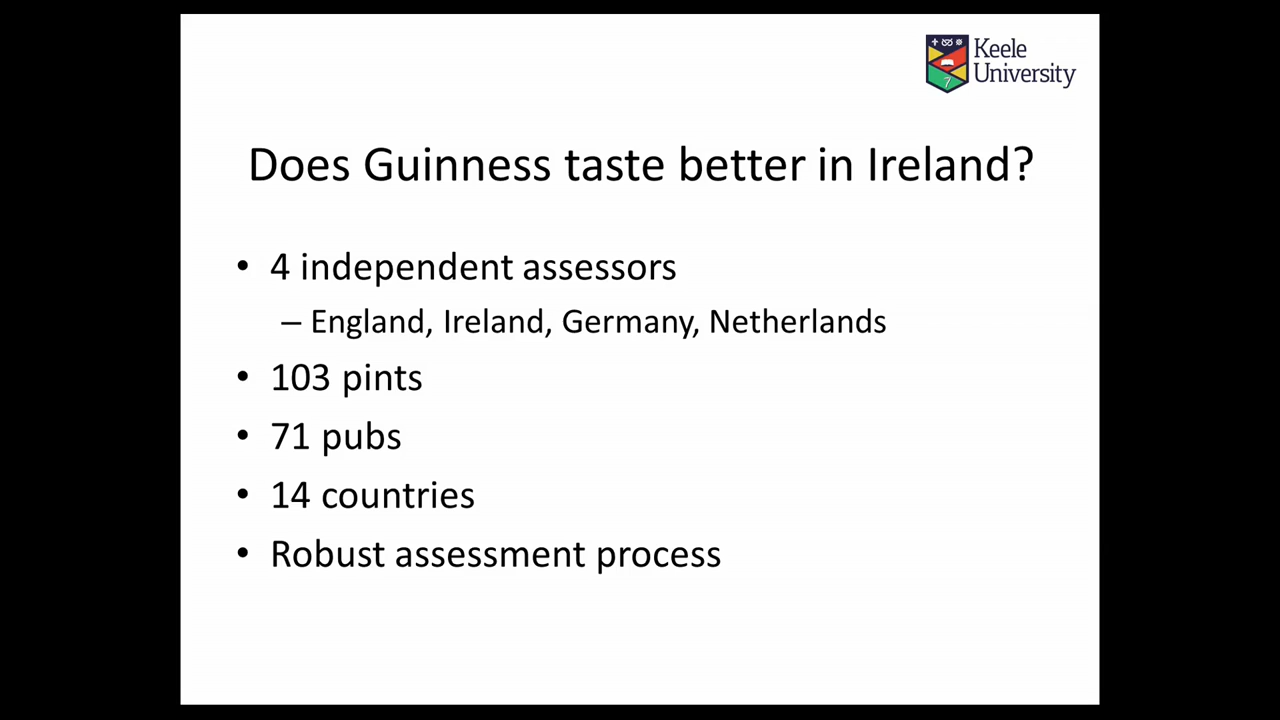 Keele
University
Does Guinness taste better in Ireland?
• 4 independent assessors
– England, Ireland, Germany, Netherlands
• 103 pints
• 71 pubs
• 14 countries
• Robust assessment process